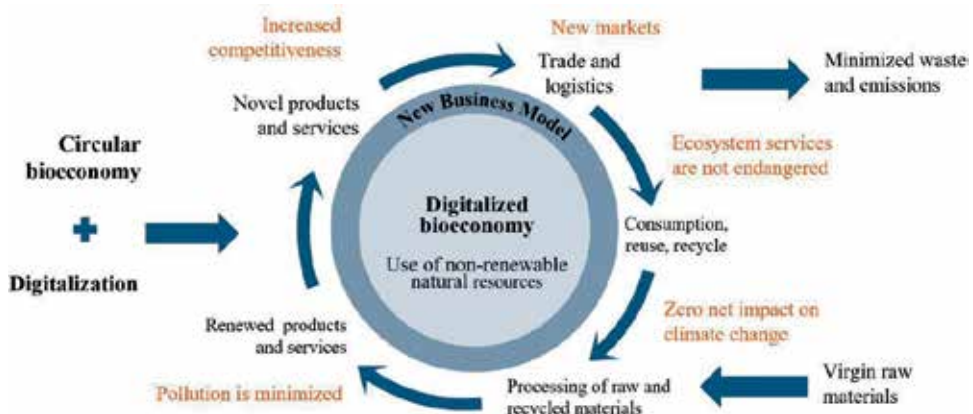 Increased
competitiveness
New markets
Trade and
logistics
Minimized waste
and emissions
Novel products
and services
New Business Model
Circular
bioeconomy
Ecosystem services
are not endangered
Digitalized
bioeconomy
Use of non-renewable
natural resources
Consumption,
reuse, recycle
Digitalization
Renewed products
and services
Zero net impact on
climate change
Pollution is minimized
Processing of raw and
recycled materials
Virgin raw
materials